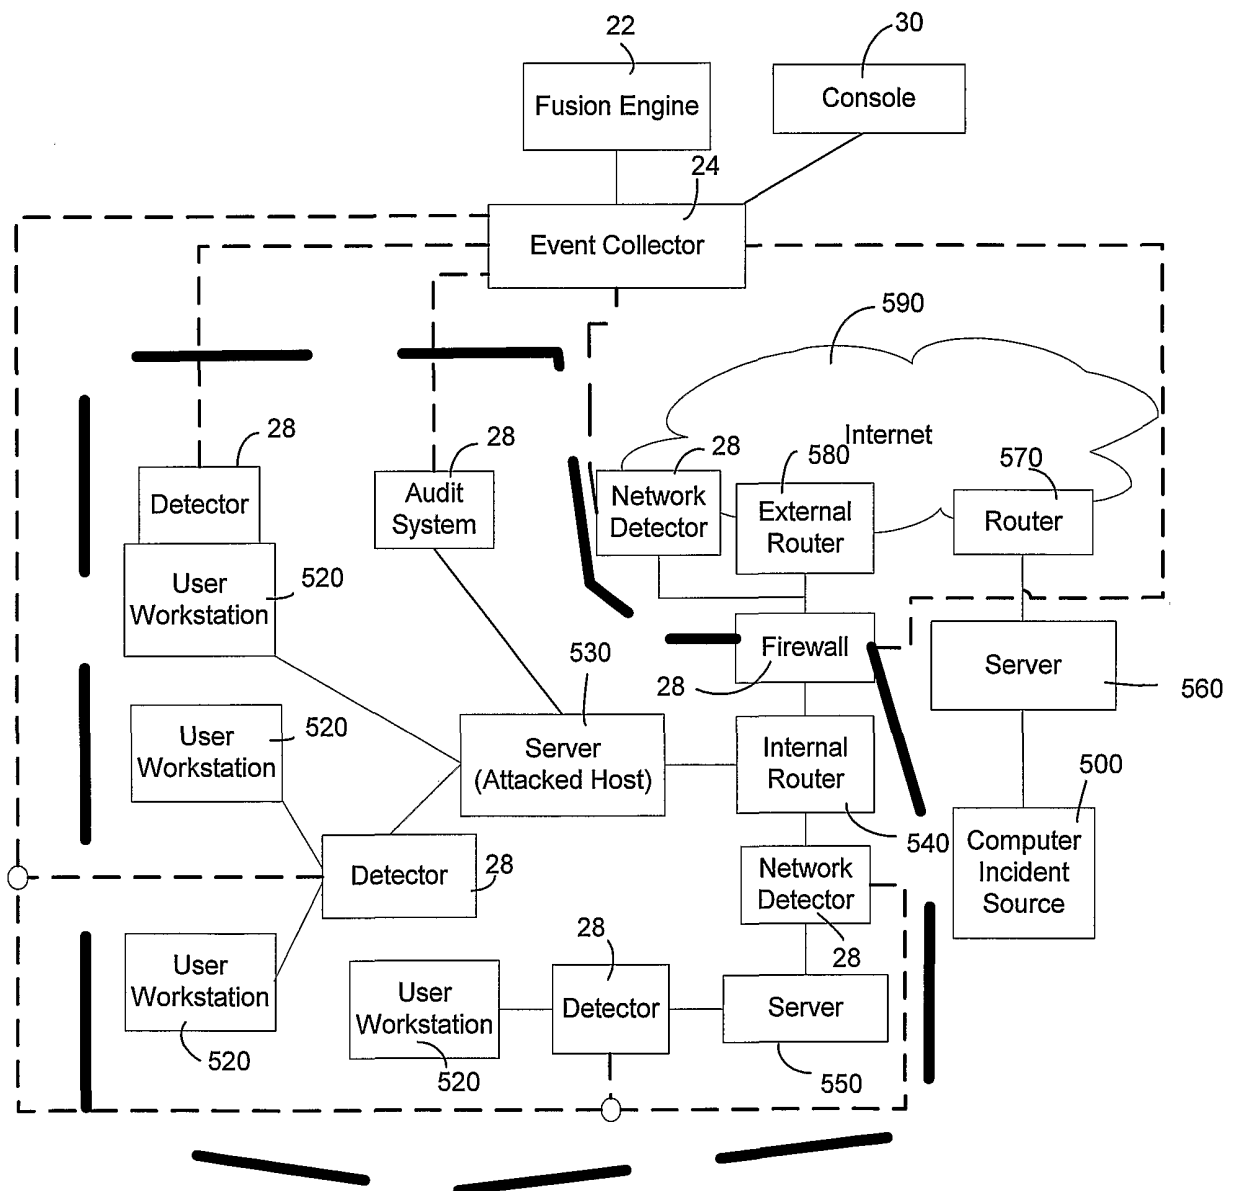 22
30
Fusion Engine
Console
24
Event Collector
590
Internet
28
Detector
28
Audit
System
28
Network
Detector
580
External
Router
570
Router
User
Workstation
520
530
Firewall
28
Server
560
User
Workstation
520
Server
(Attacked Host)
Internal
Router
540
500
Computer
Incident
Source
Detector
28
Network
Detector
28
User
Workstation
520
User
Workstation
520
28
Detector
Server
550